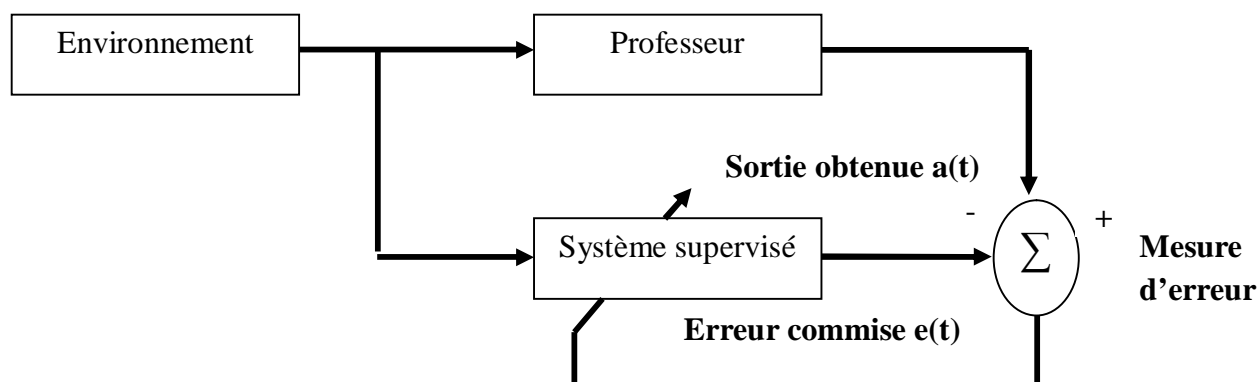 Environnement
Professeur
Sortie obtenue a(t)
- +
Système supervisé
∑
Mesure
d’erreur
Erreur commise e(t)